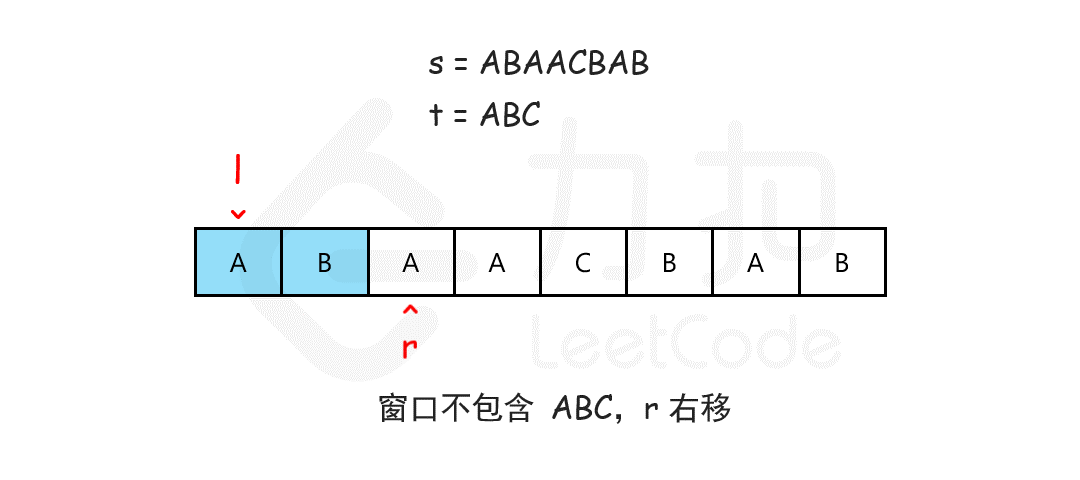 s = ABAACBAB
t = ABC
l
A B A A C B A B
r
力扣
LeetCode
窗口不包含 ABC，r 右移